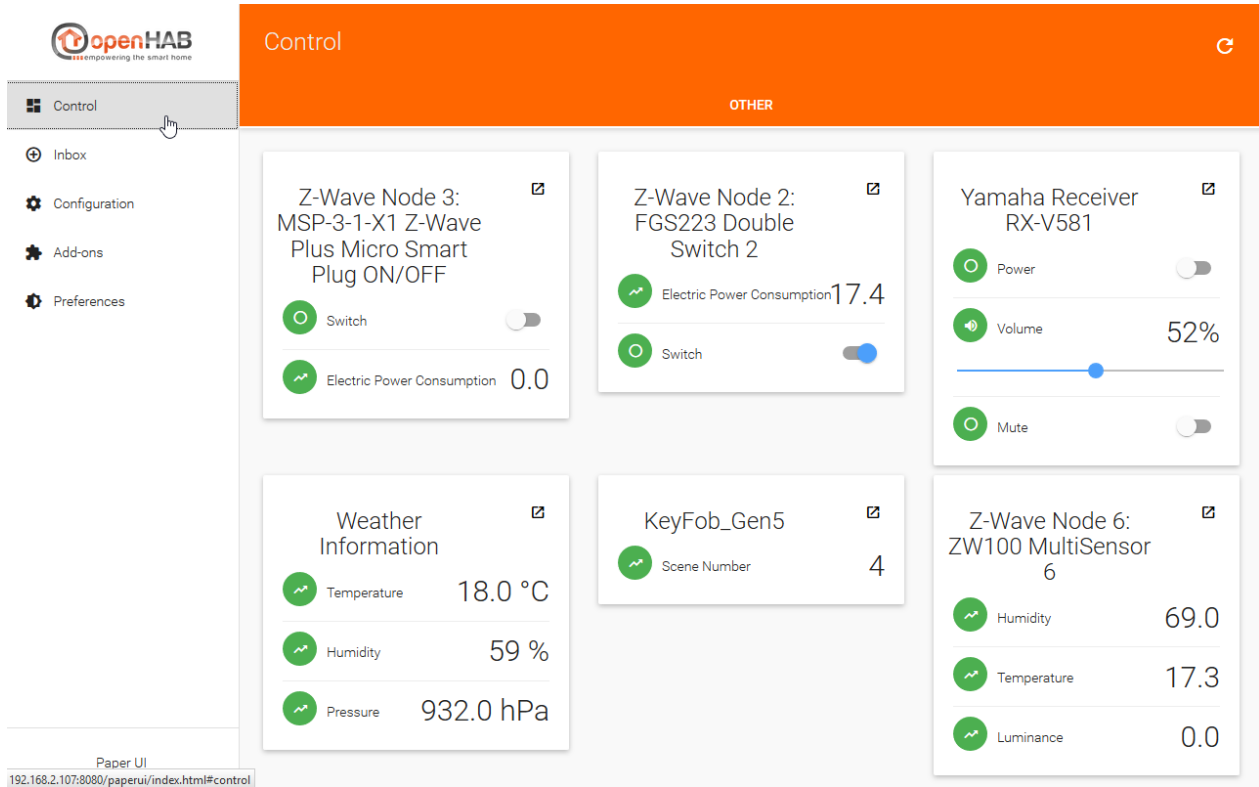 openHAB
empowering the smart home
Control
Inbox
Configuration
Add-ons
Preferences
Paper UI
192.168.2.107:8080/paperui/index.html#control
Control
OTHER
Z-Wave Node 3:
MSP-3-1-X1 Z-Wave
Plus Micro Smart
Plug ON/OFF
Switch
Electric Power Consumption 0.0
Z-Wave Node 2:
FGS223 Double
Switch 2
Electric Power Consumption 17.4
Switch
Yamaha Receiver
RX-V581
Power
Volume 52%
Mute
Weather
Information
Temperature 18.0 °C
Humidity 59 %
Pressure 932.0 hPa
KeyFob_Gen5
Scene Number 4
Z-Wave Node 6:
ZW100 MultiSensor
6
Humidity 69.0
Temperature 17.3
Luminance 0.0